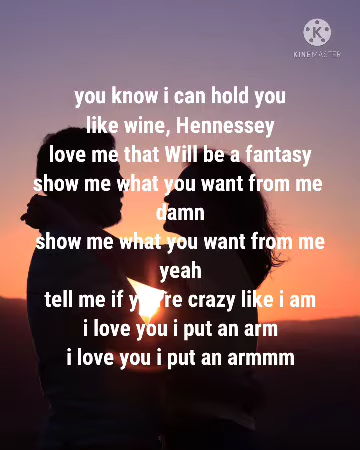 KINEMASTER
you know i can hold you
like wine, Hennessey
love me that Will be a fantasy
show me what you want from me
damn
show me what you want from me
yeah
tell me if you're crazy like i am
i love you i put an arm
i love you i put an armmm